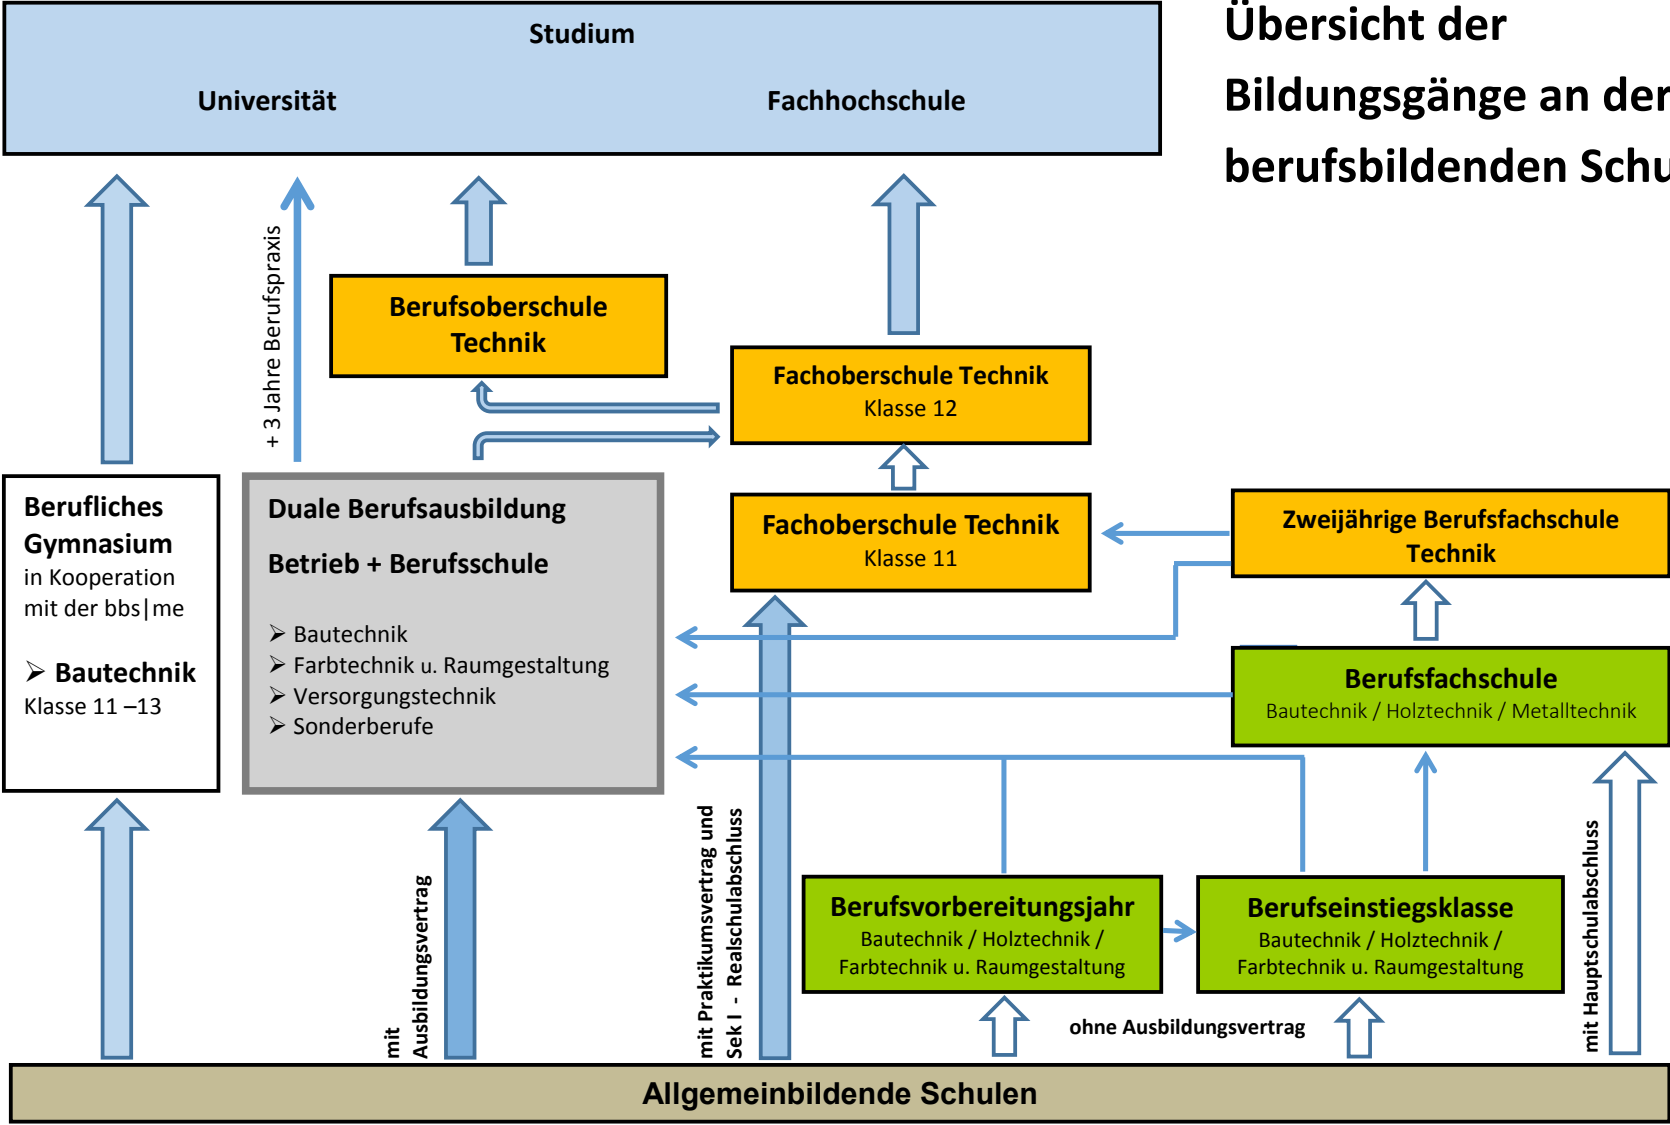 Übersicht der
Bildungsgänge an der
berufsbildenden
Studium
Universität
Fachhochschule
+ 3 Jahre Berufspraxis
Berufsoberschule
Technik
Fachoberschule Technik
Klasse 12
Berufliches
Gymnasium
in Kooperation
mit der bbs|me
➢ Bautechnik
Klasse 11 –13
Duale Berufsausbildung
Betrieb + Berufsschule
➢ Bautechnik
➢ Farbtechnik u. Raumgestaltung
➢ Versorgungstechnik
➢ Sonderberufe
Fachoberschule Technik
Klasse 11
Zweijährige Berufsfachschule
Technik
Berufsfachschule
Bautechnik / Holztechnik / Metalltechnik
mit
Ausbildungsvertrag
mit Praktikumsvertrag und
Sek I - Realschulabschluss
Berufsvorbereitungsjahr
Bautechnik / Holztechnik /
Farbtechnik u. Raumgestaltung
Berufseinstiegsklasse
Bautechnik / Holztechnik /
Farbtechnik u. Raumgestaltung
mit Hauptschulabschluss
ohne Ausbildungsvertrag
Allgemeinbildende Schulen